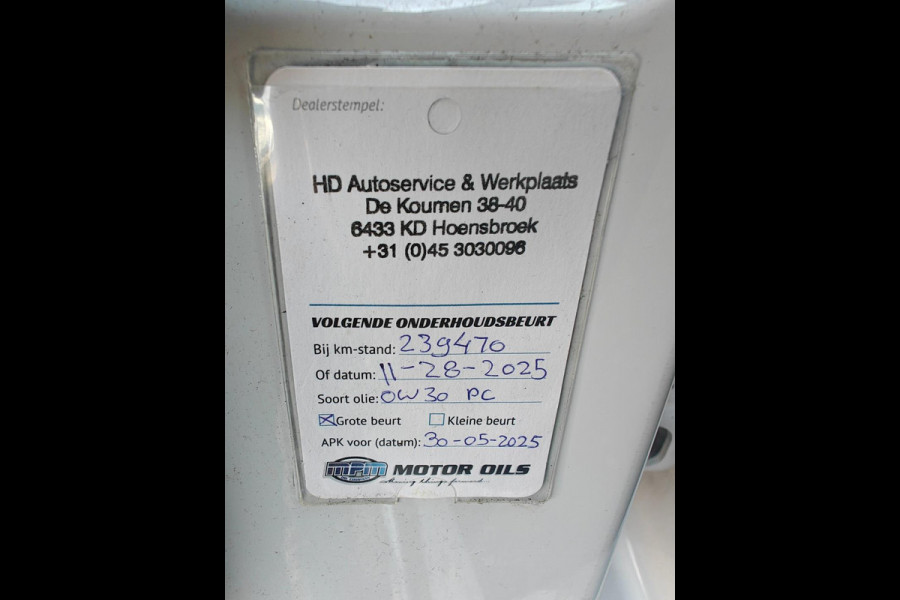 Dealerstempel:
HD Autoservice & Werkplaats
De Koumen 38-40
6433 KD Hoensbroek
+31 (0)45 3030096
VOLGENDE ONDERHOUDSBEURT
Bij km-stand: 239470
Of datum: 11-28-2025
Soort olie: OW30 PC
Grote beurt Kleine beurt
APK voor (datum): 30-05-2025
MPM MOTOR OILS